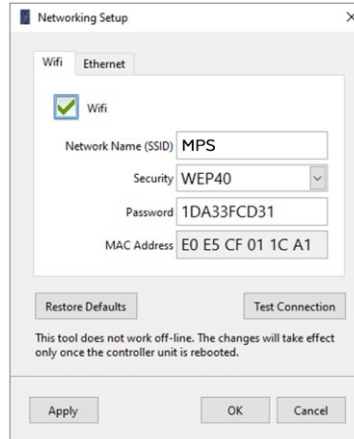 Networking Setup
Wifi
Ethernet
Wifi
Network Name (SSID) MPS
Security WEP40
Password 1DA33FCD31
MAC Address E0 E5 CF 01 1C A1
Restore Defaults
Test Connection
This tool does not work off-line. The changes will take effect
only once the controller unit is rebooted.
Apply
OK
Cancel